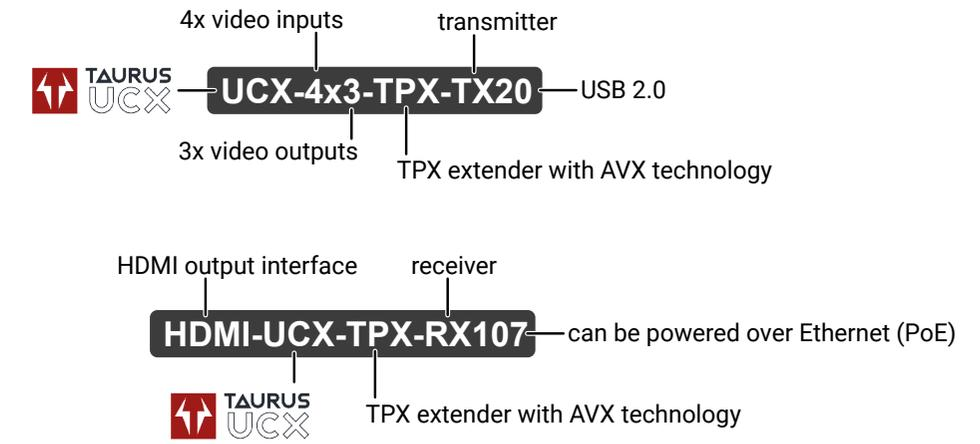 4x video inputs
transmitter
TAURUS
UCX
UCX-4x3-TPX-TX20
USB 2.0
3x video outputs
TPX extender with AVX technology
HDMI output interface
receiver
HDMI-UCX-TPX-RX107
can be powered over Ethernet (PoE)
TAURUS
UCX
TPX extender with AVX technology